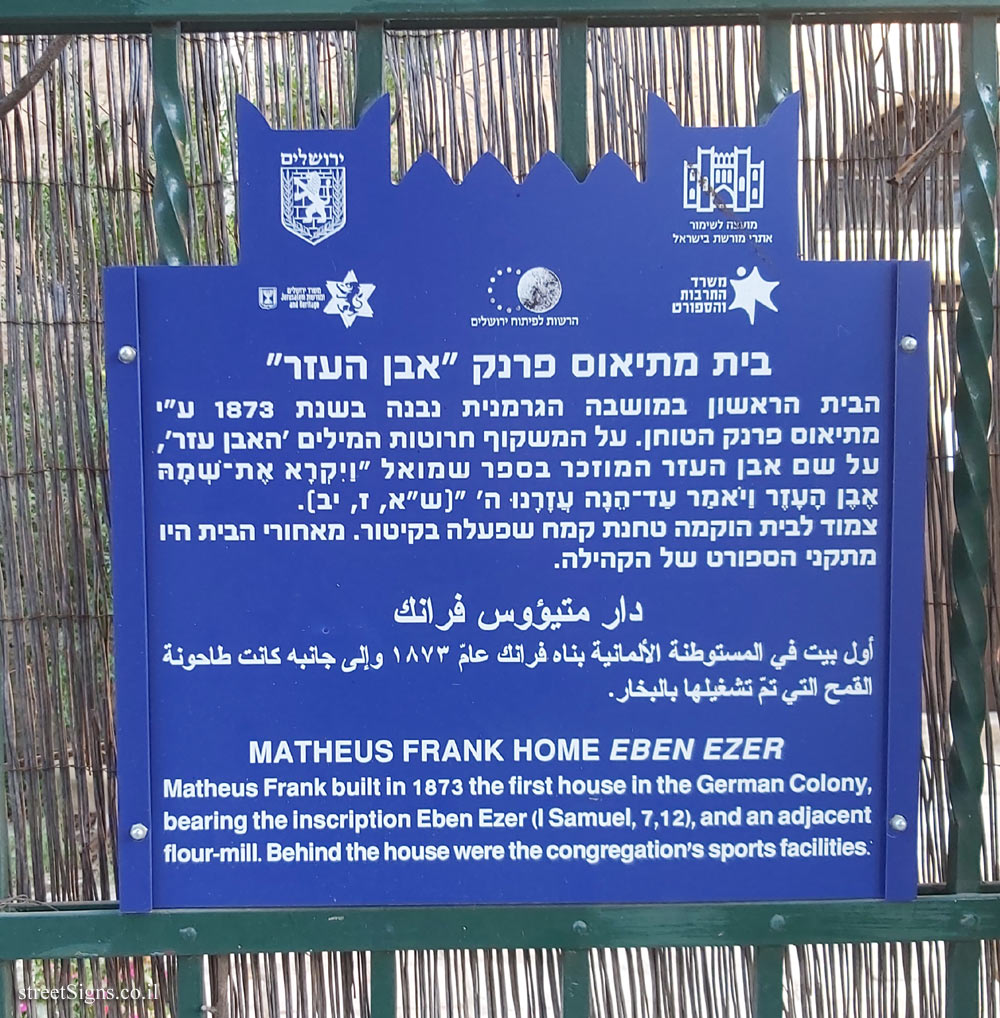 ירושלים
מועצה לשימור
אתרי מורשת בישראל
משרד
התרבות
והספורט
הרשות לפיתוח ירושלים
משרד ירושלים
ומורשת
Jerusalem
and Heritage
בית מתיאוס פרנק "אבן העזר"
הבית הראשון במושבה הגרמנית נבנה בשנת 1873 ע"י
מתיאוס פרנק הטוחן. על המשקוף חרוטות המילים 'האבן עזר',
על שם אבן העזר המוזכר בספר שמואל "וַיִּקְרָא אֶת־שְׁמָהּ
אֶבֶן הָעָזֶר וַיֹּאמַר עַד־הֵנָּה עֲזָרָנוּ ה' "(ש"א, ז, יב).
צמוד לבית הוקמה טחנת קמח שפעלה בקיטור. מאחורי הבית היו
מתקני הספורט של הקהילה.
دار متيؤوس فرانك
أول بيت في المستوطنة الألمانية بناه فرانك عامّ ١٨٧٣ وإلى جانبه كانت طاحونة
القمح التي تمّ تشغيلها بالبخار.
MATHEUS FRANK HOME EBEN EZER
Matheus Frank built in 1873 the first house in the German Colony,
bearing the inscription Eben Ezer (I Samuel, 7,12), and an adjacent
flour-mill. Behind the house were the congregation's sports facilities.
streetSigns.co.il